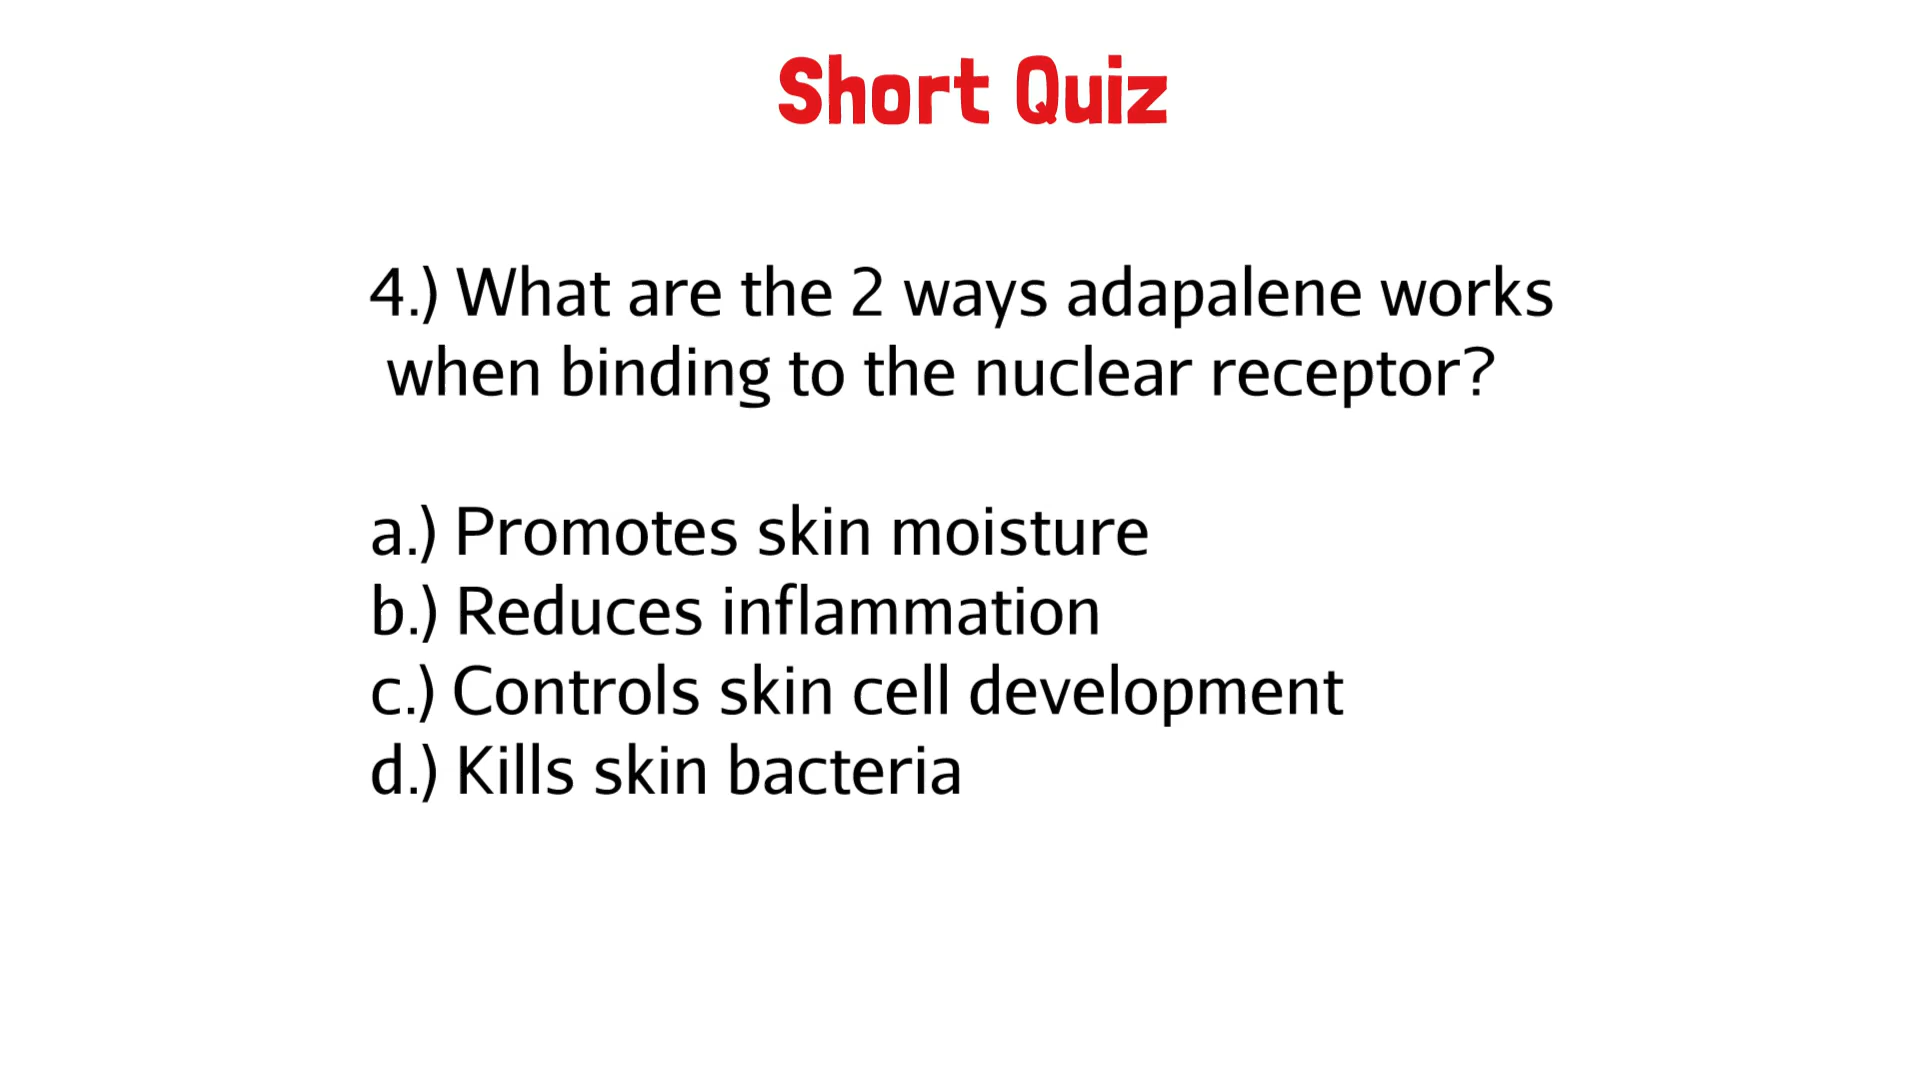 Short Quiz
4.) What are the 2 ways adapalene works
when binding to the nuclear receptor?
a.) Promotes skin moisture
b.) Reduces inflammation
c.) Controls skin cell development
d.) Kills skin bacteria